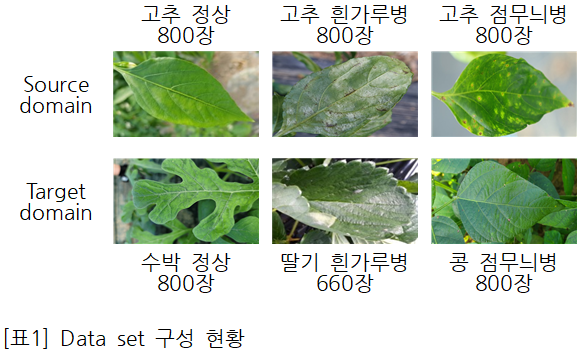 고추 정상
800장
고추 흰가루병
800장
고추 점무늬병
800장
Source
domain
Target
domain
수박 정상
800장
딸기 흰가루병
660장
콩 점무늬병
800장
[표1] Data set 구성 현황